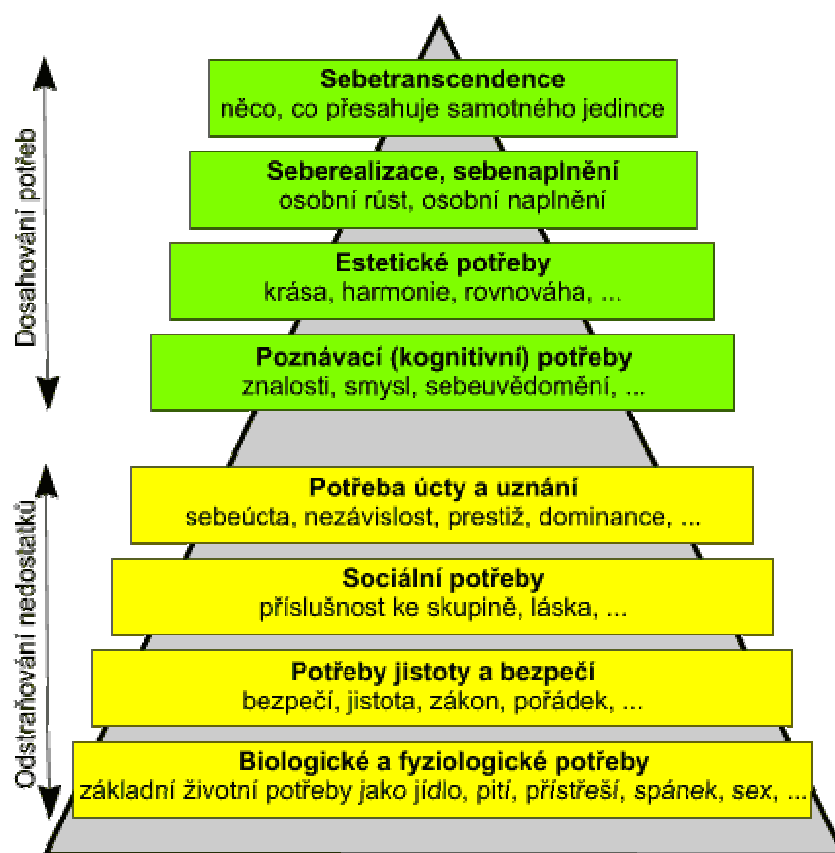 Sebetranscendence
něco, co přesahuje samotného jedince
Seberealizace, sebenaplnění
osobní rúst, osobní naplnění
Estetické potřeby
krása, harmonie, rovnováha, ...
Poznávací (kognitivní) potřeby
znalosti, smysl, sebeuvědomění, ...
Dosahování potřeb
Potřeba úcty a uznání
sebeúcta, nezávislost, prestiž, dominance, ...
Sociální potřeby
příslušnost ke skupině, láska, ...
Potřeby jistoty a bezpečí
bezpečí, jistota, zákon, pořádek, ...
Biologické a fyziologické potřeby
základní životní potřeby jako jídlo, pití, přístřeší, spánek, sex, ...
Odstraňování nedostatků